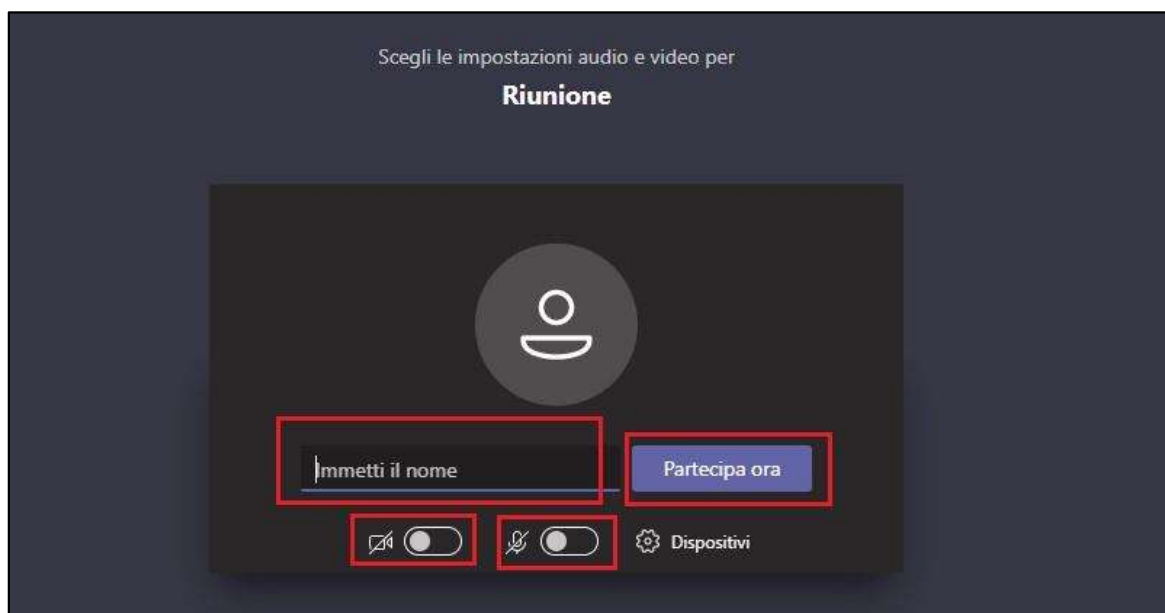 Scegli le impostazioni audio e video per
Riunione
Immetti il nome
Partecipa ora
Dispositivi